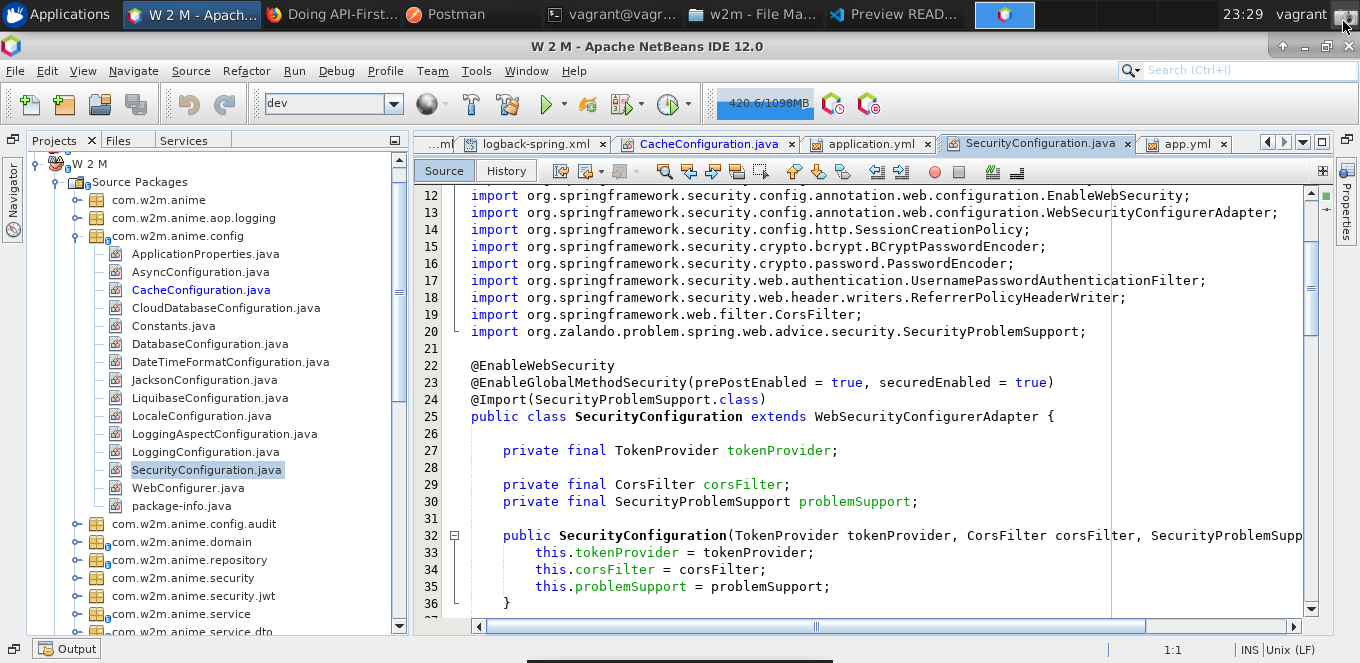 Applications W 2 M - Apach... Doing API-First... Postman vagrant@vagr... w2m - File Ma... Preview READ... 23:29 vagrant
W 2 M - Apache NetBeans IDE 12.0
File Edit View Navigate Source Refactor Run Debug Profile Team Tools Window Help Search (Ctrl+I)
dev 420.6/1098MB
Projects Files Services
...ml logback-spring.xml CacheConfiguration.java application.yml SecurityConfiguration.java app.yml
Source History
Navigator
Properties
W 2 M
Source Packages
com.w2m.anime
com.w2m.anime.aop.logging
com.w2m.anime.config
ApplicationProperties.java
AsyncConfiguration.java
CacheConfiguration.java
CloudDatabaseConfiguration.java
Constants.java
DatabaseConfiguration.java
DateTimeFormatConfiguration.java
JacksonConfiguration.java
LiquibaseConfiguration.java
LocaleConfiguration.java
LoggingAspectConfiguration.java
LoggingConfiguration.java
SecurityConfiguration.java
WebConfigurer.java
package-info.java
com.w2m.anime.config.audit
com.w2m.anime.domain
com.w2m.anime.repository
com.w2m.anime.security
com.w2m.anime.security.jwt
com.w2m.anime.service
com.w2m.anime.service.dto
12 import org.springframework.security.config.annotation.web.configuration.EnableWebSecurity;
13 import org.springframework.security.config.annotation.web.configuration.WebSecurityConfigurerAdapter;
14 import org.springframework.security.config.http.SessionCreationPolicy;
15 import org.springframework.security.crypto.bcrypt.BCryptPasswordEncoder;
16 import org.springframework.security.crypto.password.PasswordEncoder;
17 import org.springframework.security.web.authentication.UsernamePasswordAuthenticationFilter;
18 import org.springframework.security.web.header.writers.ReferrerPolicyHeaderWriter;
19 import org.springframework.web.filter.CorsFilter;
20 import org.zalando.problem.spring.web.advice.security.SecurityProblemSupport;
21
22 @EnableWebSecurity
23 @EnableGlobalMethodSecurity(prePostEnabled = true, securedEnabled = true)
24 @Import(SecurityProblemSupport.class)
25 public class SecurityConfiguration extends WebSecurityConfigurerAdapter {
26
27 private final TokenProvider tokenProvider;
28
29 private final CorsFilter corsFilter;
30 private final SecurityProblemSupport problemSupport;
31
32 public SecurityConfiguration(TokenProvider tokenProvider, CorsFilter corsFilter, SecurityProblemSupp
33 this.tokenProvider = tokenProvider;
34 this.corsFilter = corsFilter;
35 this.problemSupport = problemSupport;
36 }
Output 1:1 INS Unix (LF)